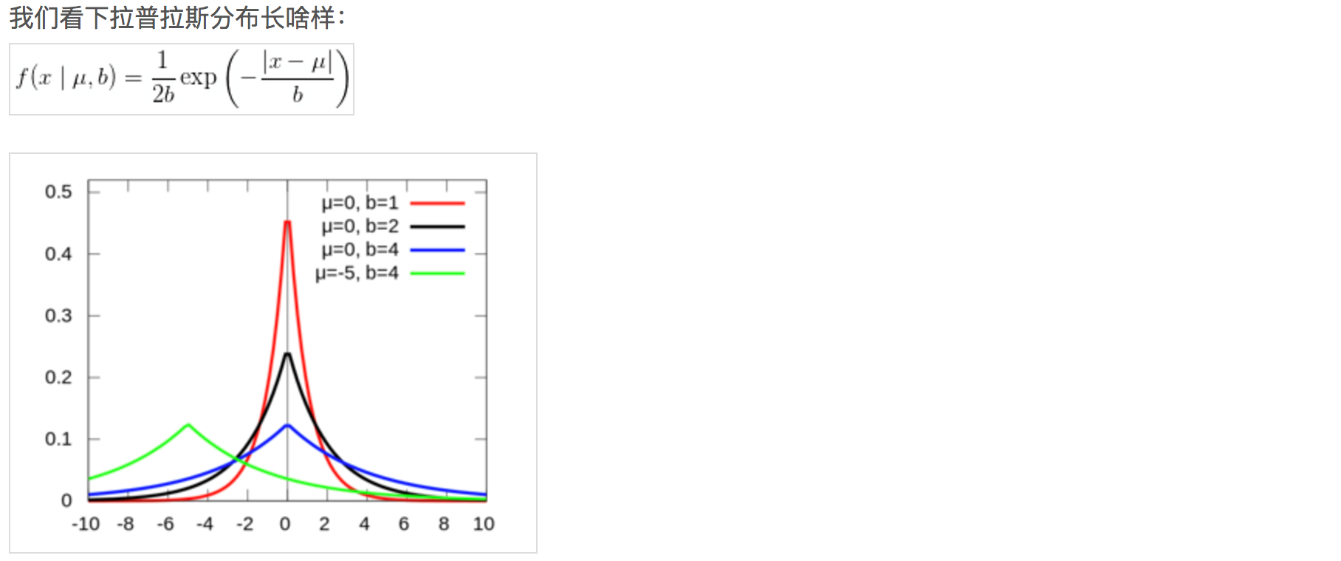 我们看下拉普拉斯分布长啥样：
f(x | μ, b) = \frac{1}{2b} exp(-\frac{|x − μ|}{b})
0.5
0.4
0.3
0.2
0.1
0
μ=0, b=1
μ=0, b=2
μ=0, b=4
μ=-5, b=4
-10 -8 -6 -4 -2 0 2 4 6 8 10